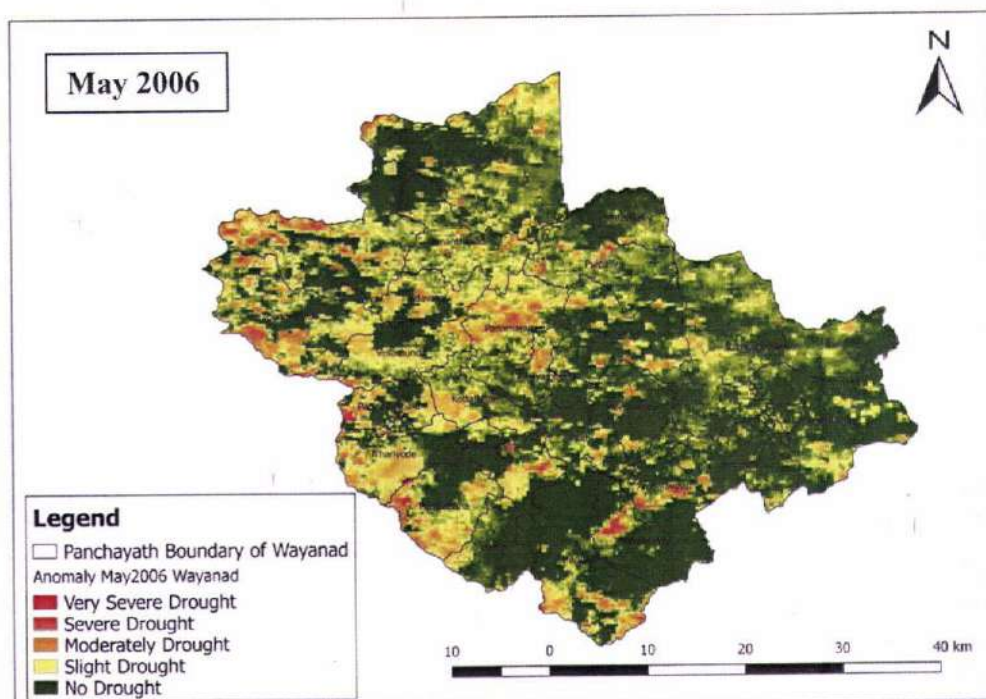 May 2006
N
Thariyode
Legend
Panchayath Boundary of Wayanad
Anomaly May2006 Wayanad
Very Severe Drought
Severe Drought
Moderately Drought
Slight Drought
No Drought
10 0 10 20 30 40 km